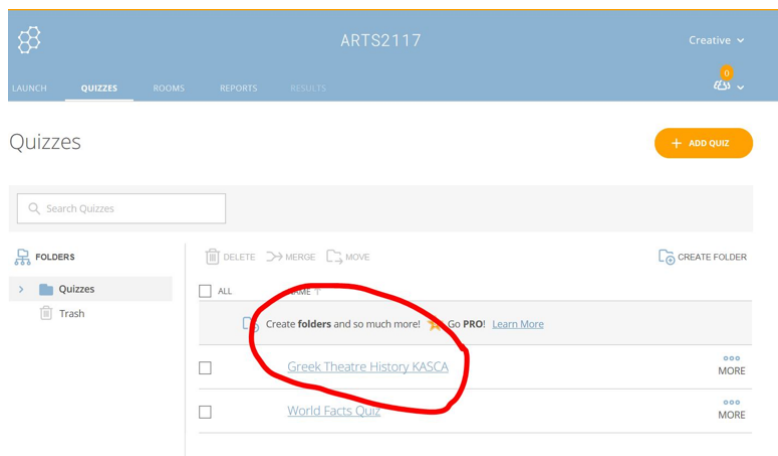 ARTS2117
Creative
0
LAUNCH QUIZZES ROOMS REPORTS RESULTS
Quizzes
+ ADD QUIZ
Search Quizzes
FOLDERS
DELETE MERGE MOVE
CREATE FOLDER
> Quizzes
ALL NAME ↑
Trash
Create folders and so much more! Go PRO! Learn More
Greek Theatre History KASCA
MORE
World Facts Quiz
MORE